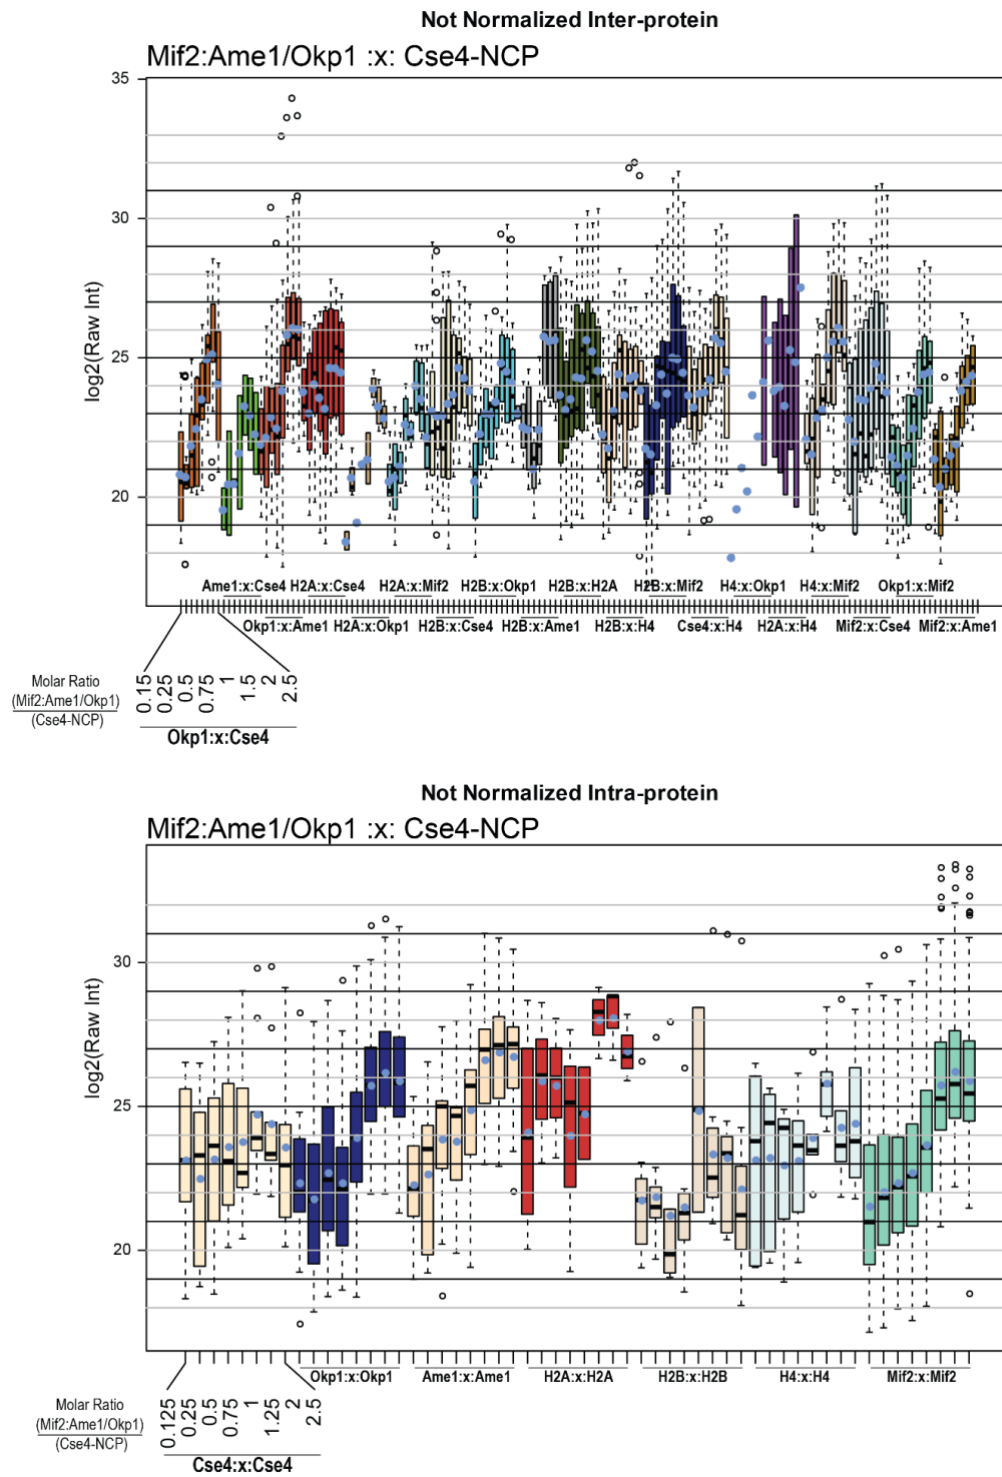 Not Normalized Inter-protein
Mif2:Ame1/Okp1 :x: Cse4-NCP
35
30
25
20
log2(Raw Int)
Ame1:x:Cse4 H2A:x:Cse4 H2A:x:Mif2 H2B:x:Okp1 H2B:x:H2A H2B:x:Mif2 H4:x:Okp1 H4:x:Mif2 Okp1:x:Mif2
Okp1:x:Ame1 H2A:x:Okp1 H2B:x:Cse4 H2B:x:Ame1 H2B:x:H4 Cse4:x:H4 H2A:x:H4 Mif2:x:Cse4 Mif2:x:Ame1
Molar Ratio
(Mif2:Ame1/Okp1)
(Cse4-NCP)
0.15
0.25
0.5
0.75
1
1.5
2
2.5
Okp1:x:Cse4
Not Normalized Intra-protein
Mif2:Ame1/Okp1 :x: Cse4-NCP
30
25
20
log2(Raw Int)
Okp1:x:Okp1 Ame1:x:Ame1 H2A:x:H2A H2B:x:H2B H4:x:H4 Mif2:x:Mif2
Molar Ratio
(Mif2:Ame1/Okp1)
(Cse4-NCP)
0.125
0.25
0.5
0.75
1
1.25
2
2.5
Cse4:x:Cse4